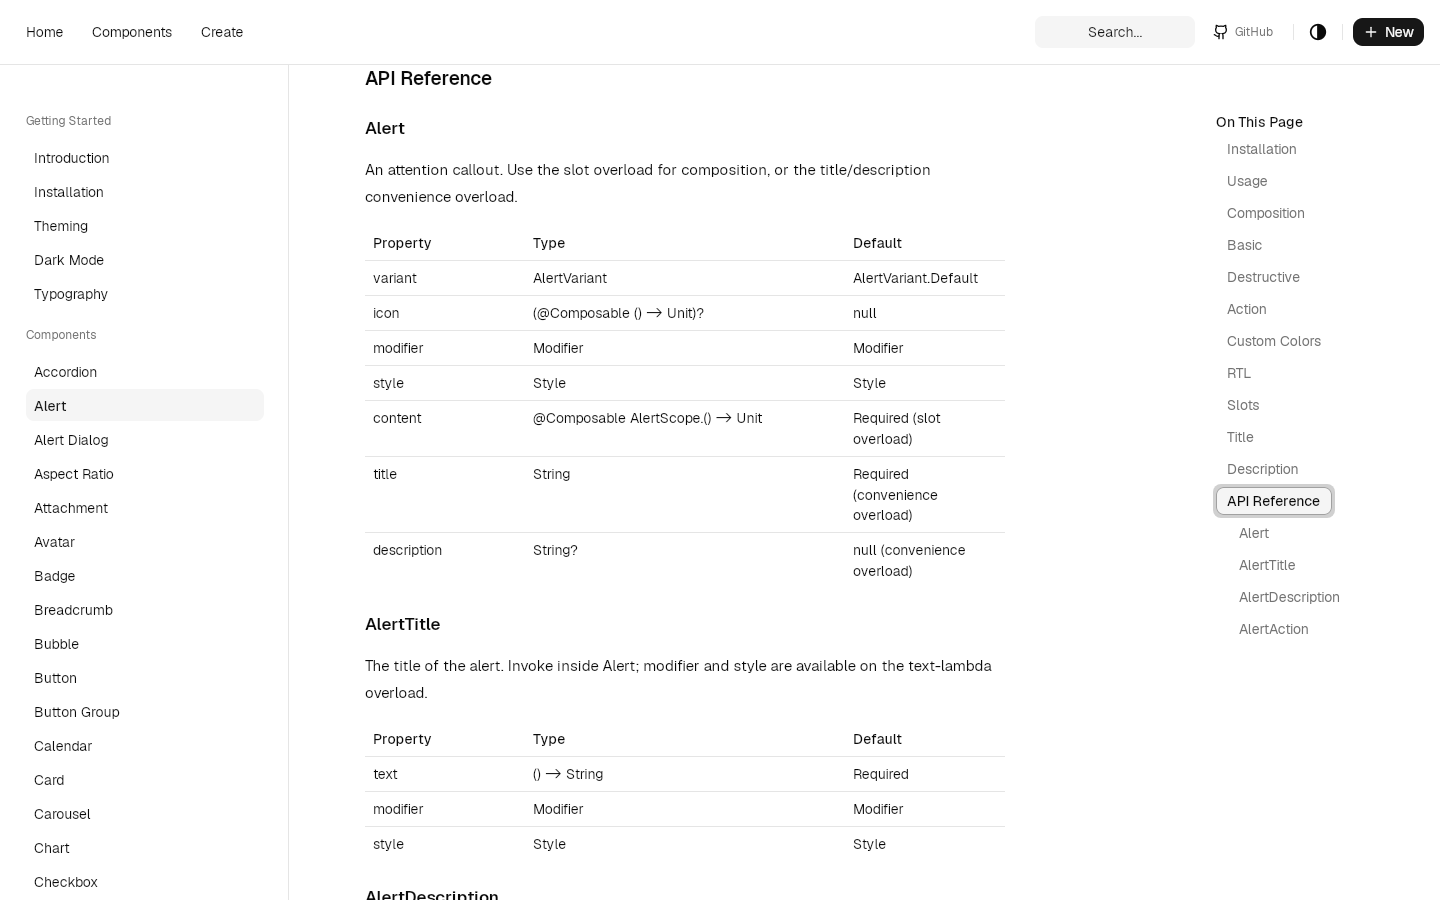 Home Components Create Search... GitHub New
Getting Started
Introduction
Installation
Theming
Dark Mode
Typography
Components
Accordion
Alert
Alert Dialog
Aspect Ratio
Attachment
Avatar
Badge
Breadcrumb
Bubble
Button
Button Group
Calendar
Card
Carousel
Chart
Checkbox
API Reference
Alert
An attention callout. Use the slot overload for composition, or the title/description
convenience overload.
Property Type Default
variant AlertVariant AlertVariant.Default
icon (@Composable () -> Unit)? null
modifier Modifier Modifier
style Style Style
content @Composable AlertScope.() -> Unit Required (slot
overload)
title String Required
(convenience
overload)
description String? null (convenience
overload)
AlertTitle
The title of the alert. Invoke inside Alert; modifier and style are available on the text-lambda
overload.
Property Type Default
text () -> String Required
modifier Modifier Modifier
style Style Style
AlertDescription
On This Page
Installation
Usage
Composition
Basic
Destructive
Action
Custom Colors
RTL
Slots
Title
Description
API Reference
Alert
AlertTitle
AlertDescription
AlertAction